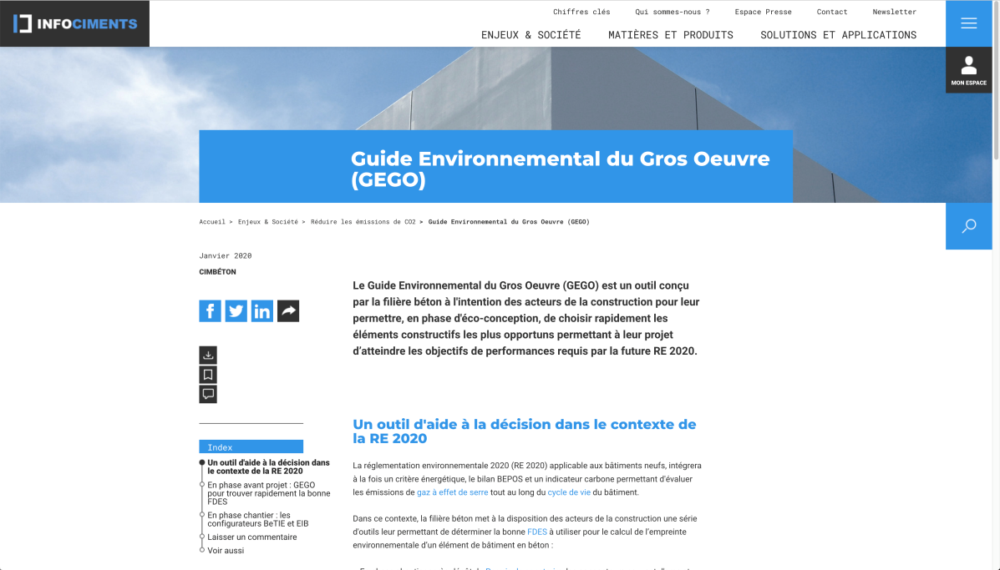 INFOCIMENTS
Chiffres clés
Qui sommes-nous ?
Espace Presse
Contact
Newsletter
ENJEUX & SOCIÉTÉ
MATIÈRES ET PRODUITS
SOLUTIONS ET APPLICATIONS
MON ESPACE
Guide Environnemental du Gros Oeuvre
(GEGO)
Accueil > Enjeux & Société > Réduire les émissions de CO2 > Guide Environnemental du Gros Oeuvre (GEGO)
Janvier 2020
CIMBÉTON
Le Guide Environnemental du Gros Oeuvre (GEGO) est un outil conçu
par la filière béton à l'intention des acteurs de la construction pour leur
permettre, en phase d'éco-conception, de choisir rapidement les
éléments constructifs les plus opportuns permettant à leur projet
d’atteindre les objectifs de performances requis par la future RE 2020.
Index
Un outil d'aide à la décision dans
le contexte de la RE 2020
En phase avant projet : GEGO
pour trouver rapidement la bonne
FDES
En phase chantier : les
configurateurs BeTIE et EIB
Laisser un commentaire
Voir aussi
Un outil d'aide à la décision dans le contexte de
la RE 2020
La réglementation environnementale 2020 (RE 2020) applicable aux bâtiments neufs, intégrera
à la fois un critère énergétique, le bilan BEPOS et un indicateur carbone permettant d'évaluer
les émissions de gaz à effet de serre tout au long du cycle de vie du bâtiment.
Dans ce contexte, la filière béton met à la disposition des acteurs de la construction une série
d'outils leur permettant de déterminer la bonne FDES à utiliser pour le calcul de l’empreinte
environnementale d’un élément de bâtiment en béton :